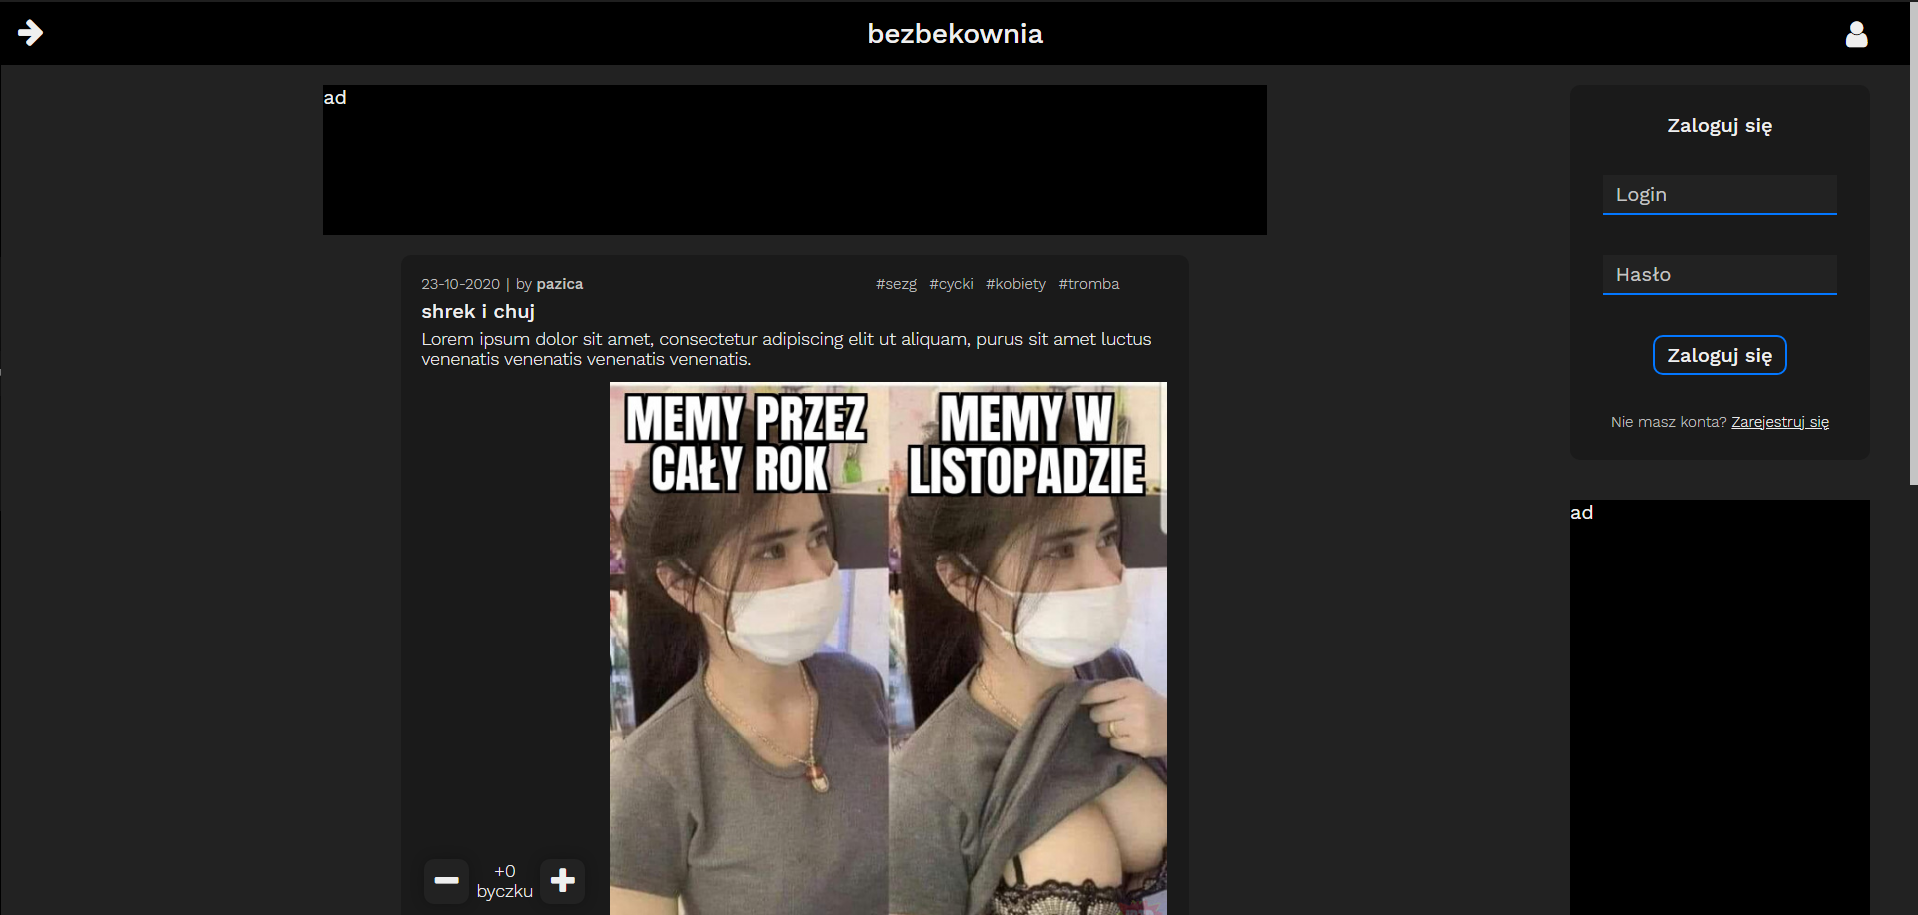 bezbekownia
ad
Zaloguj się
Login
Hasło
Zaloguj się
Nie masz konta? Zarejestruj się
ad
23-10-2020 | by pazica
#sezg #cycki #kobiety #tromba
shrek i chuj
Lorem ipsum dolor sit amet, consectetur adipiscing elit ut aliquam, purus sit amet luctus
venenatis venenatis venenatis venenatis.
MEMY PRZEZ
CAŁY ROK
MEMY W
LISTOPADZIE
+0
byczku